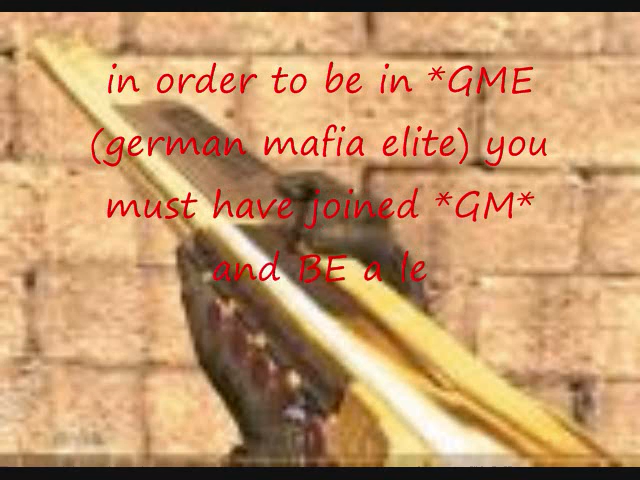 in order to be in *GME
(german mafia elite) you
must have joined *GM*
and BE a le